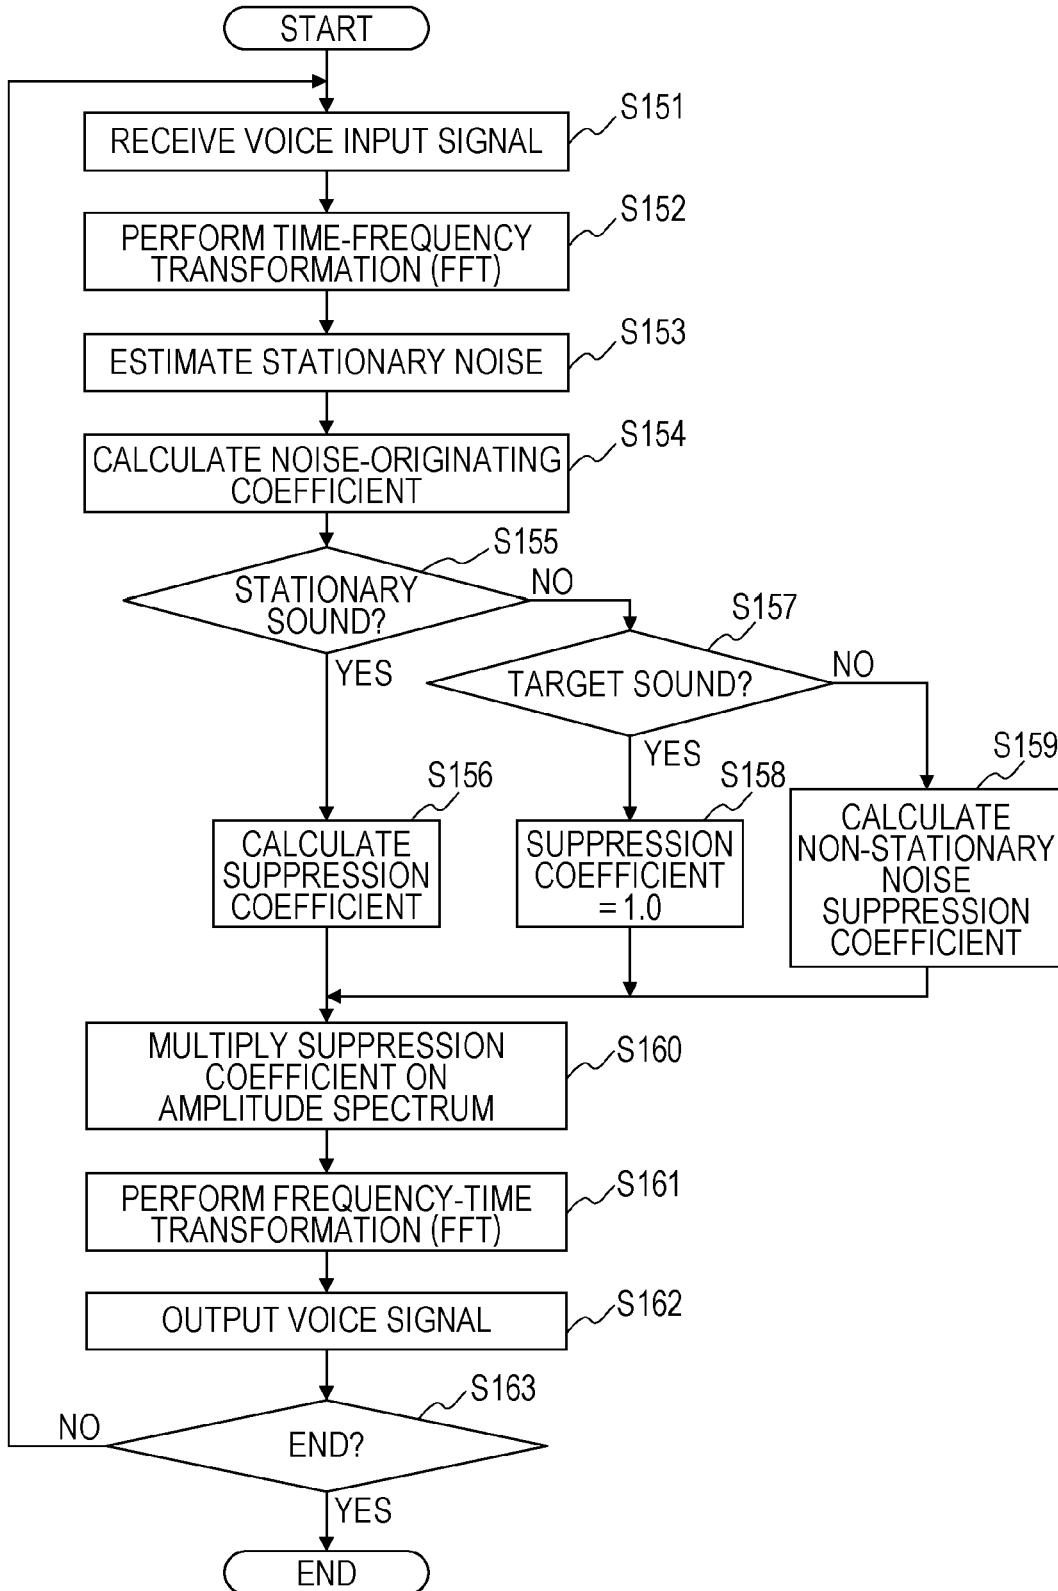 START
S151
RECEIVE VOICE INPUT SIGNAL
S152
PERFORM TIME-FREQUENCY
TRANSFORMATION (FFT)
S153
ESTIMATE STATIONARY NOISE
S154
CALCULATE NOISE-ORIGINATING
COEFFICIENT
S155
STATIONARY
SOUND?
NO
YES
S157
TARGET SOUND?
NO
YES
S156
CALCULATE
SUPPRESSION
COEFFICIENT
S158
SUPPRESSION
COEFFICIENT
= 1.0
S159
CALCULATE
NON-STATIONARY
NOISE
SUPPRESSION
COEFFICIENT
S160
MULTIPLY SUPPRESSION
COEFFICIENT ON
AMPLITUDE SPECTRUM
S161
PERFORM FREQUENCY-TIME
TRANSFORMATION (FFT)
S162
OUTPUT VOICE SIGNAL
S163
END?
NO
YES
END